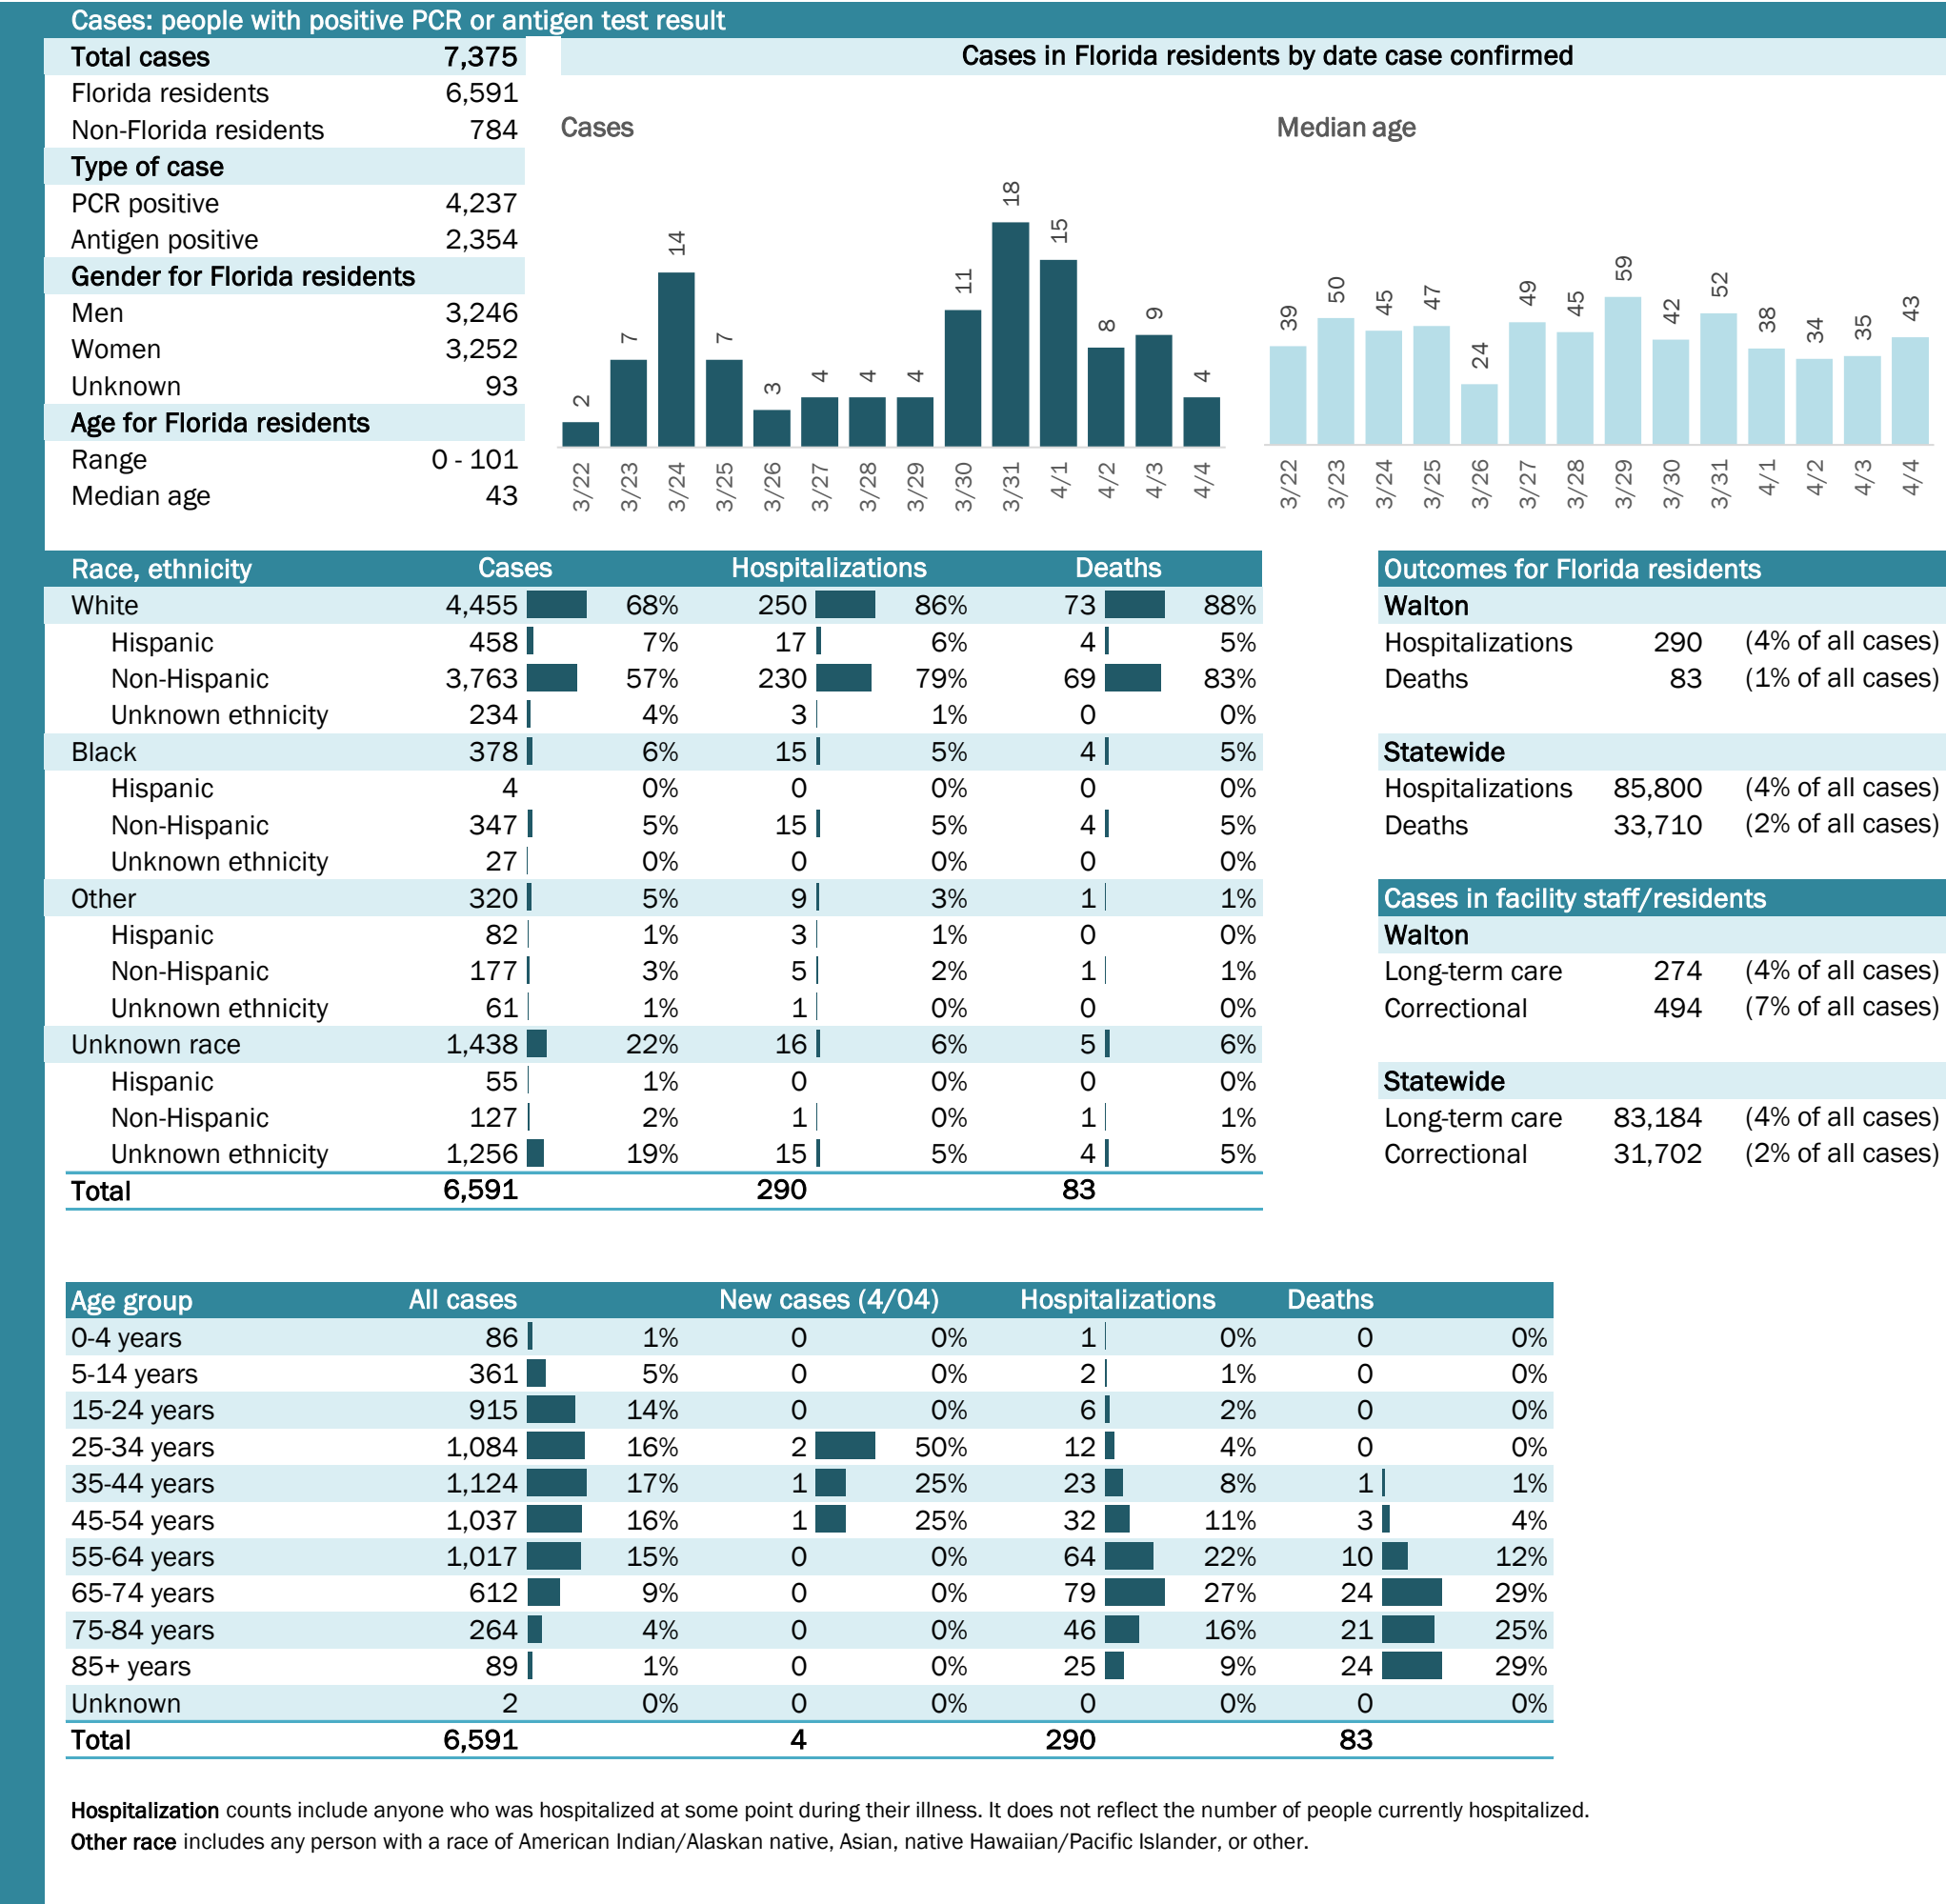 Cases: people with positive PCR or antigen test result
Total cases 7,375
Florida residents 6,591
Non-Florida residents 784
Type of case
PCR positive 4,237
Antigen positive 2,354
Gender for Florida residents
Men 3,246
Women 3,252
Unknown 93
Age for Florida residents
Range 0 - 101
Median age 43
Cases in Florida residents by date case confirmed
Cases
2 7 14 7 3 4 4 4 11 18 15 8 9 4
3/22 3/23 3/24 3/25 3/26 3/27 3/28 3/29 3/30 3/31 4/1 4/2 4/3 4/4
Median age
39 50 45 47 24 49 45 59 42 52 38 34 35 43
3/22 3/23 3/24 3/25 3/26 3/27 3/28 3/29 3/30 3/31 4/1 4/2 4/3 4/4
Race, ethnicity Cases Hospitalizations Deaths
White 4,455 68% 250 86% 73 88%
Hispanic 458 7% 17 6% 4 5%
Non-Hispanic 3,763 57% 230 79% 69 83%
Unknown ethnicity 234 4% 3 1% 0 0%
Black 378 6% 15 5% 4 5%
Hispanic 4 0% 0 0% 0 0%
Non-Hispanic 347 5% 15 5% 4 5%
Unknown ethnicity 27 0% 0 0% 0 0%
Other 320 5% 9 3% 1 1%
Hispanic 82 1% 3 1% 0 0%
Non-Hispanic 177 3% 5 2% 1 1%
Unknown ethnicity 61 1% 1 0% 0 0%
Unknown race 1,438 22% 16 6% 5 6%
Hispanic 55 1% 0 0% 0 0%
Non-Hispanic 127 2% 1 0% 1 1%
Unknown ethnicity 1,256 19% 15 5% 4 5%
Total 6,591 290 83
Outcomes for Florida residents
Walton
Hospitalizations 290 (4% of all cases)
Deaths 83 (1% of all cases)
Statewide
Hospitalizations 85,800 (4% of all cases)
Deaths 33,710 (2% of all cases)
Cases in facility staff/residents
Walton
Long-term care 274 (4% of all cases)
Correctional 494 (7% of all cases)
Statewide
Long-term care 83,184 (4% of all cases)
Correctional 31,702 (2% of all cases)
Age group All cases New cases (4/04) Hospitalizations Deaths
0-4 years 86 1% 0 0% 1 0% 0 0%
5-14 years 361 5% 0 0% 2 1% 0 0%
15-24 years 915 14% 0 0% 6 2% 0 0%
25-34 years 1,084 16% 2 50% 12 4% 0 0%
35-44 years 1,124 17% 1 25% 23 8% 1 1%
45-54 years 1,037 16% 1 25% 32 11% 3 4%
55-64 years 1,017 15% 0 0% 64 22% 10 12%
65-74 years 612 9% 0 0% 79 27% 24 29%
75-84 years 264 4% 0 0% 46 16% 21 25%
85+ years 89 1% 0 0% 25 9% 24 29%
Unknown 2 0% 0 0% 0 0% 0 0%
Total 6,591 4 290 83
Hospitalization counts include anyone who was hospitalized at some point during their illness. It does not reflect the number of people currently hospitalized.
Other race includes any person with a race of American Indian/Alaskan native, Asian, native Hawaiian/Pacific Islander, or other.